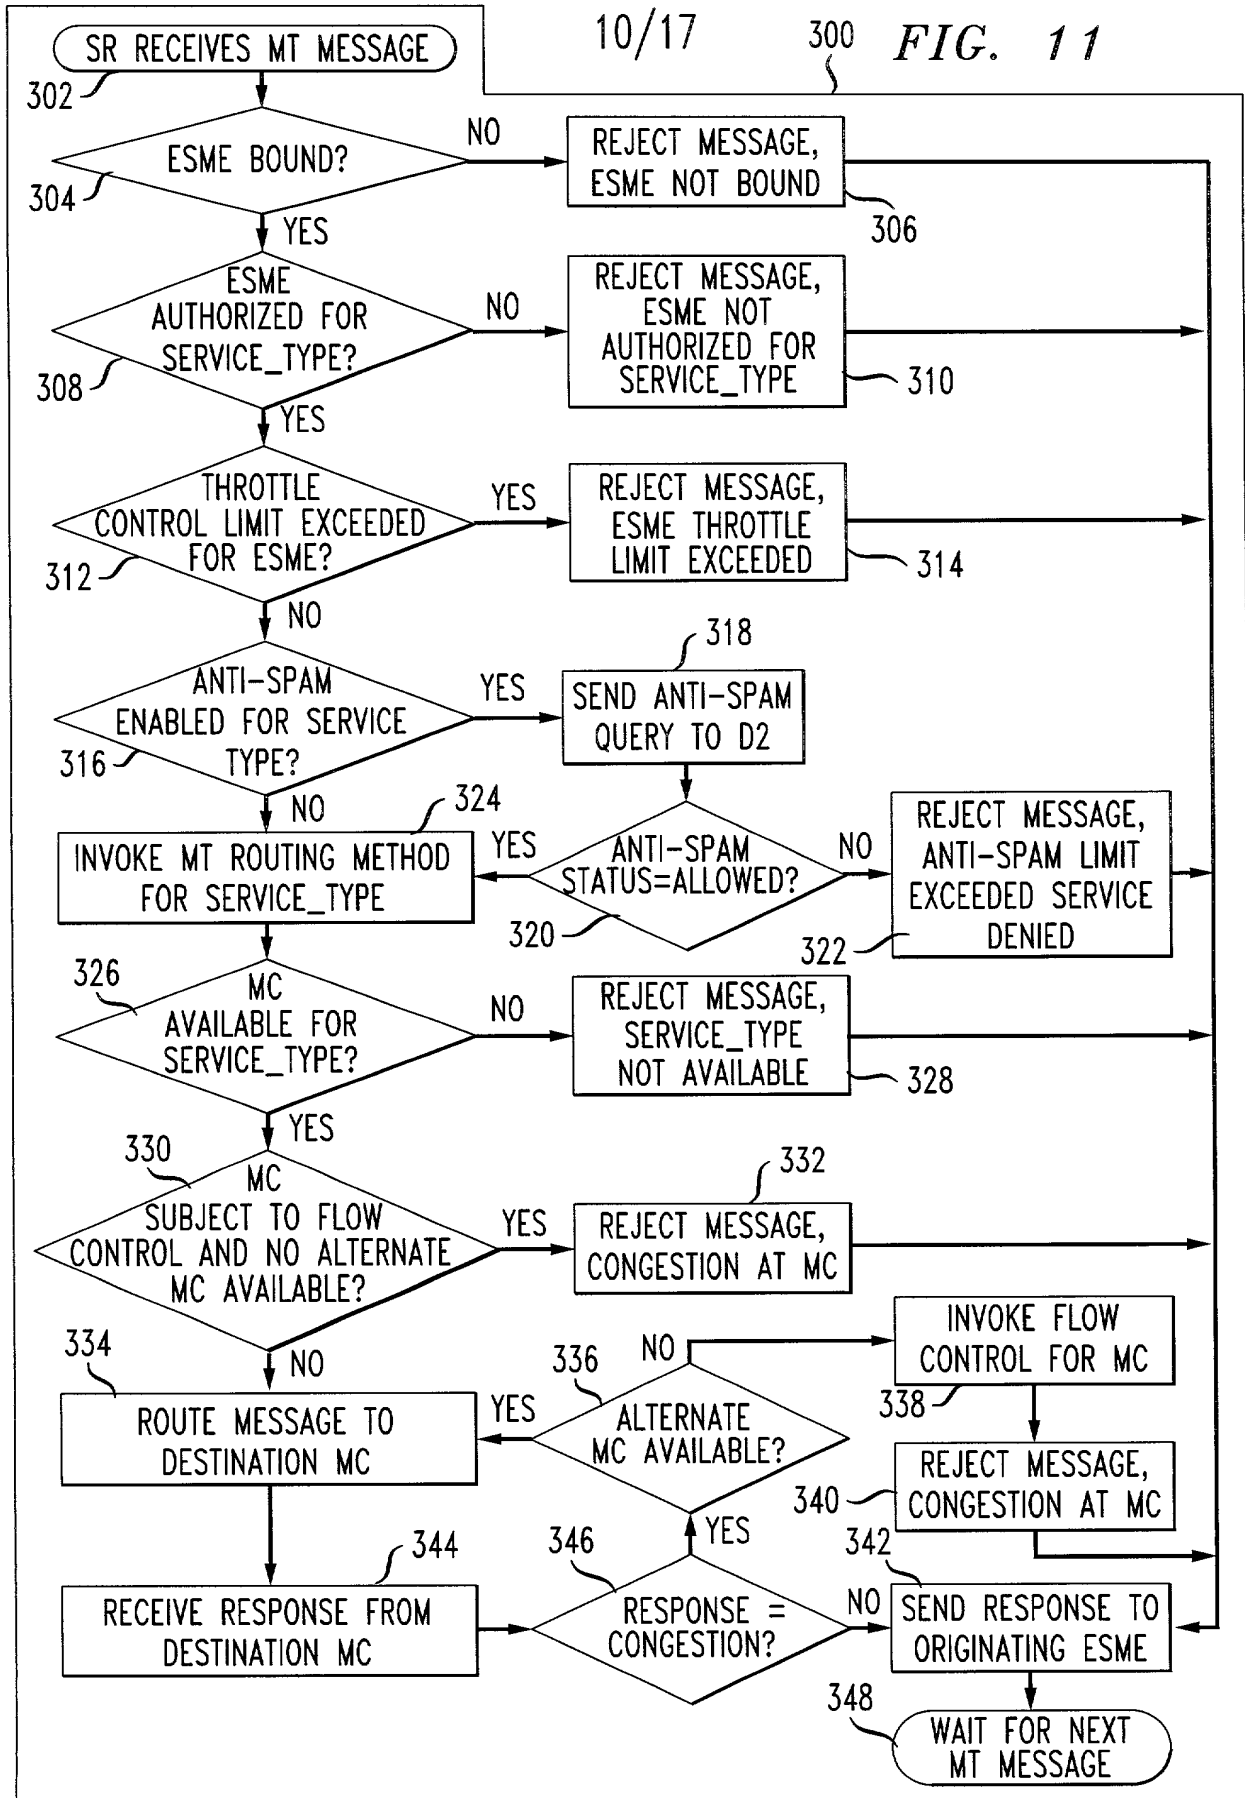 10/17
300
FIG. 11
SR RECEIVES MT MESSAGE
302
ESME BOUND?
304
NO
REJECT MESSAGE,
ESME NOT BOUND
306
YES
ESME
AUTHORIZED FOR
SERVICE_TYPE?
308
NO
REJECT MESSAGE,
ESME NOT
AUTHORIZED FOR
SERVICE_TYPE
310
YES
THROTTLE
CONTROL LIMIT EXCEEDED
FOR ESME?
312
YES
REJECT MESSAGE,
ESME THROTTLE
LIMIT EXCEEDED
314
NO
ANTI-SPAM
ENABLED FOR SERVICE
TYPE?
316
YES
318
SEND ANTI-SPAM
QUERY TO D2
NO
324
INVOKE MT ROUTING METHOD
FOR SERVICE_TYPE
YES
ANTI-SPAM
STATUS=ALLOWED?
320
NO
REJECT MESSAGE,
ANTI-SPAM LIMIT
EXCEEDED SERVICE
DENIED
322
326
MC
AVAILABLE FOR
SERVICE_TYPE?
NO
REJECT MESSAGE,
SERVICE_TYPE
NOT AVAILABLE
328
YES
330
MC
SUBJECT TO FLOW
CONTROL AND NO ALTERNATE
MC AVAILABLE?
YES
332
REJECT MESSAGE,
CONGESTION AT MC
NO
334
ROUTE MESSAGE TO
DESTINATION MC
YES
336
ALTERNATE
MC AVAILABLE?
NO
INVOKE FLOW
CONTROL FOR MC
338
REJECT MESSAGE,
CONGESTION AT MC
340
YES
344
RECEIVE RESPONSE FROM
DESTINATION MC
346
RESPONSE =
CONGESTION?
NO
342
SEND RESPONSE TO
ORIGINATING ESME
348
WAIT FOR NEXT
MT MESSAGE